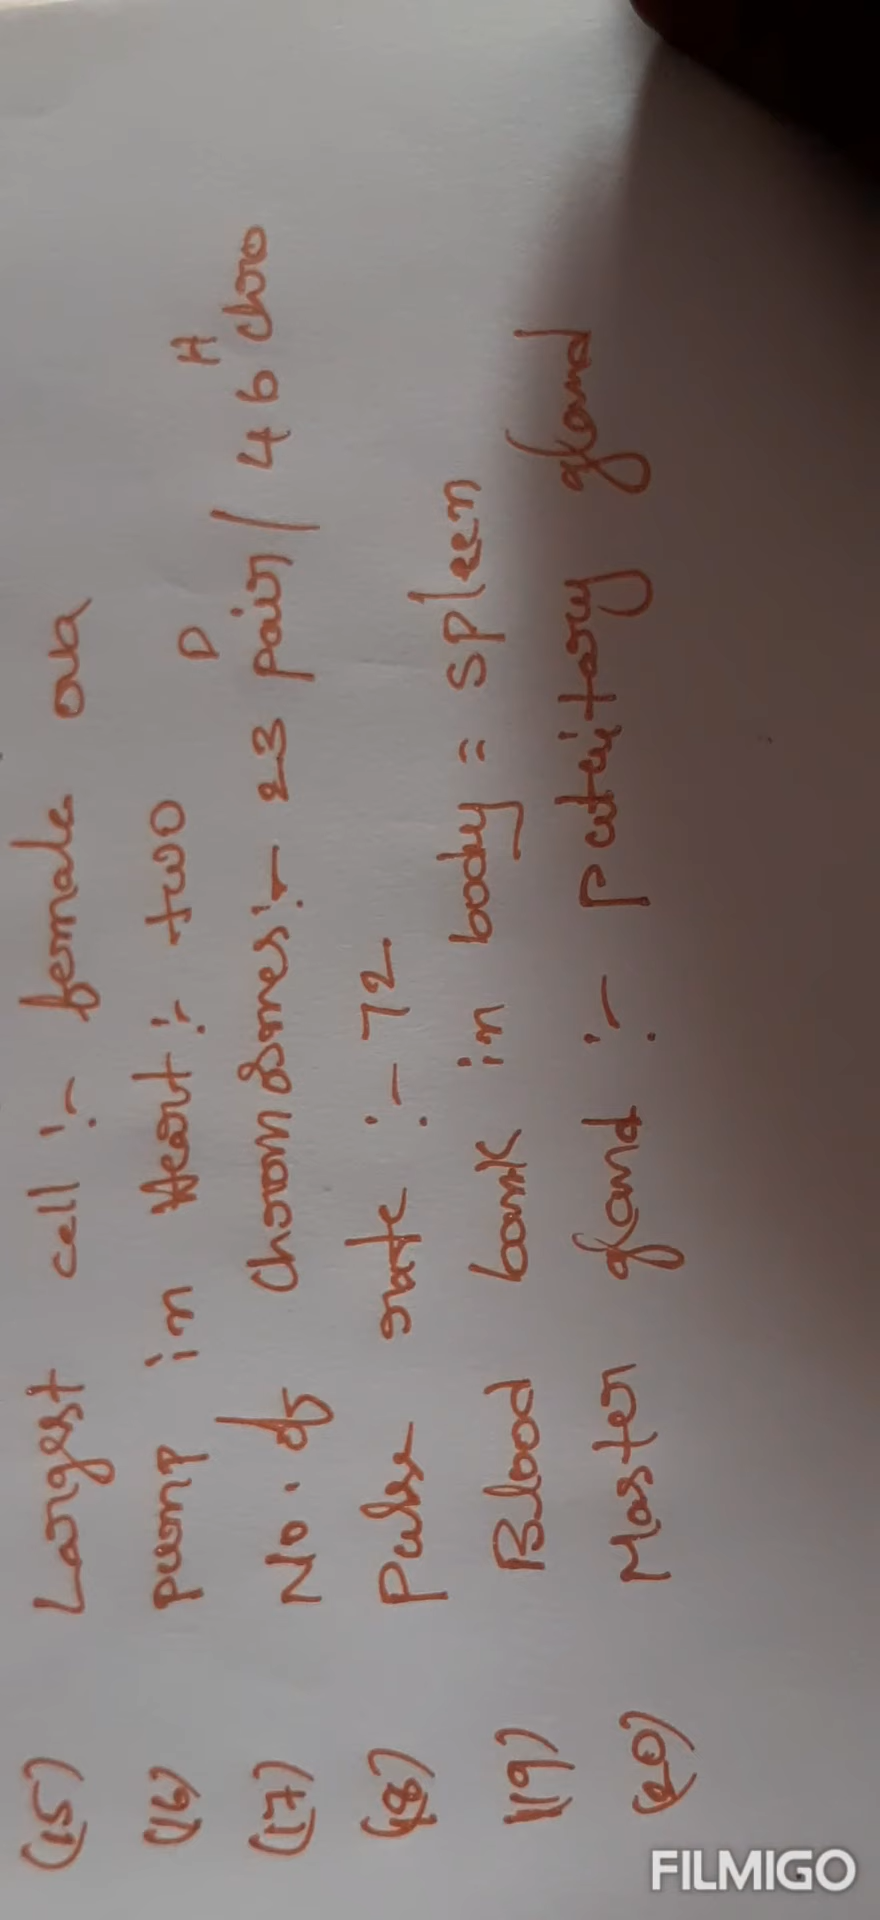 (15) Largest cell :- female ova
(16) pump in Heart :- two
D H
(17) No. of chromosomes :- 23 pair / 46 chro
(18) Pulse rate :- 72
(19) Blood bank in body = spleen
(20) Master gland :- putuitary gland
FILMIGO